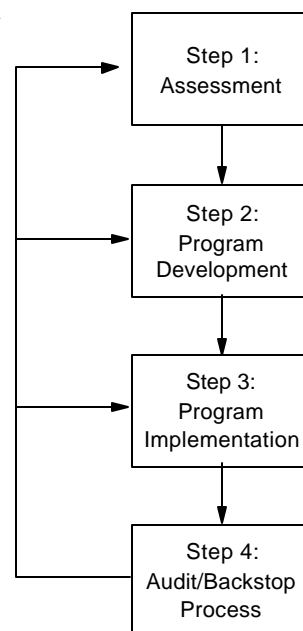 Step 1:
Assessment
Step 2:
Program
Development
Step 3:
Program
Implementation
Step 4:
Audit/Backstop
Process